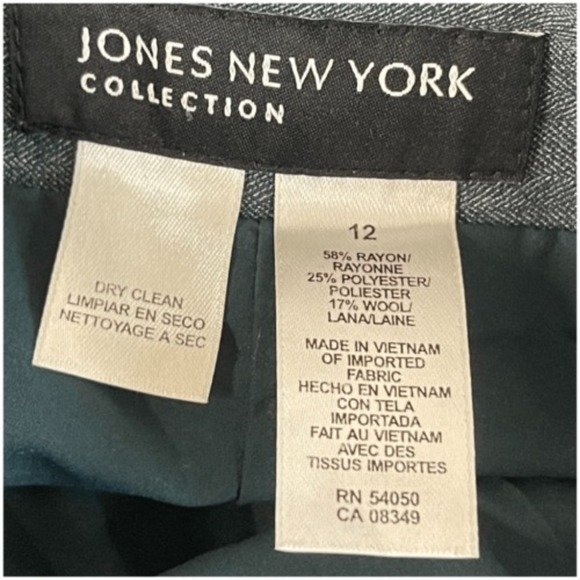 JONES NEW YORK
COLLECTION
DRY CLEAN
LIMPIAR EN SECO
NETTOYAGE A SEC
12
58% RAYON/
RAYONNE
25% POLYESTER/
POLIESTER
17% WOOL/
LANA/LAINE
MADE IN VIETNAM
OF IMPORTED
FABRIC
HECHO EN VIETNAM
CON TELA
IMPORTADA
FAIT AU VIETNAM
AVEC DES
TISSUS IMPORTES
RN 54050
CA 08349